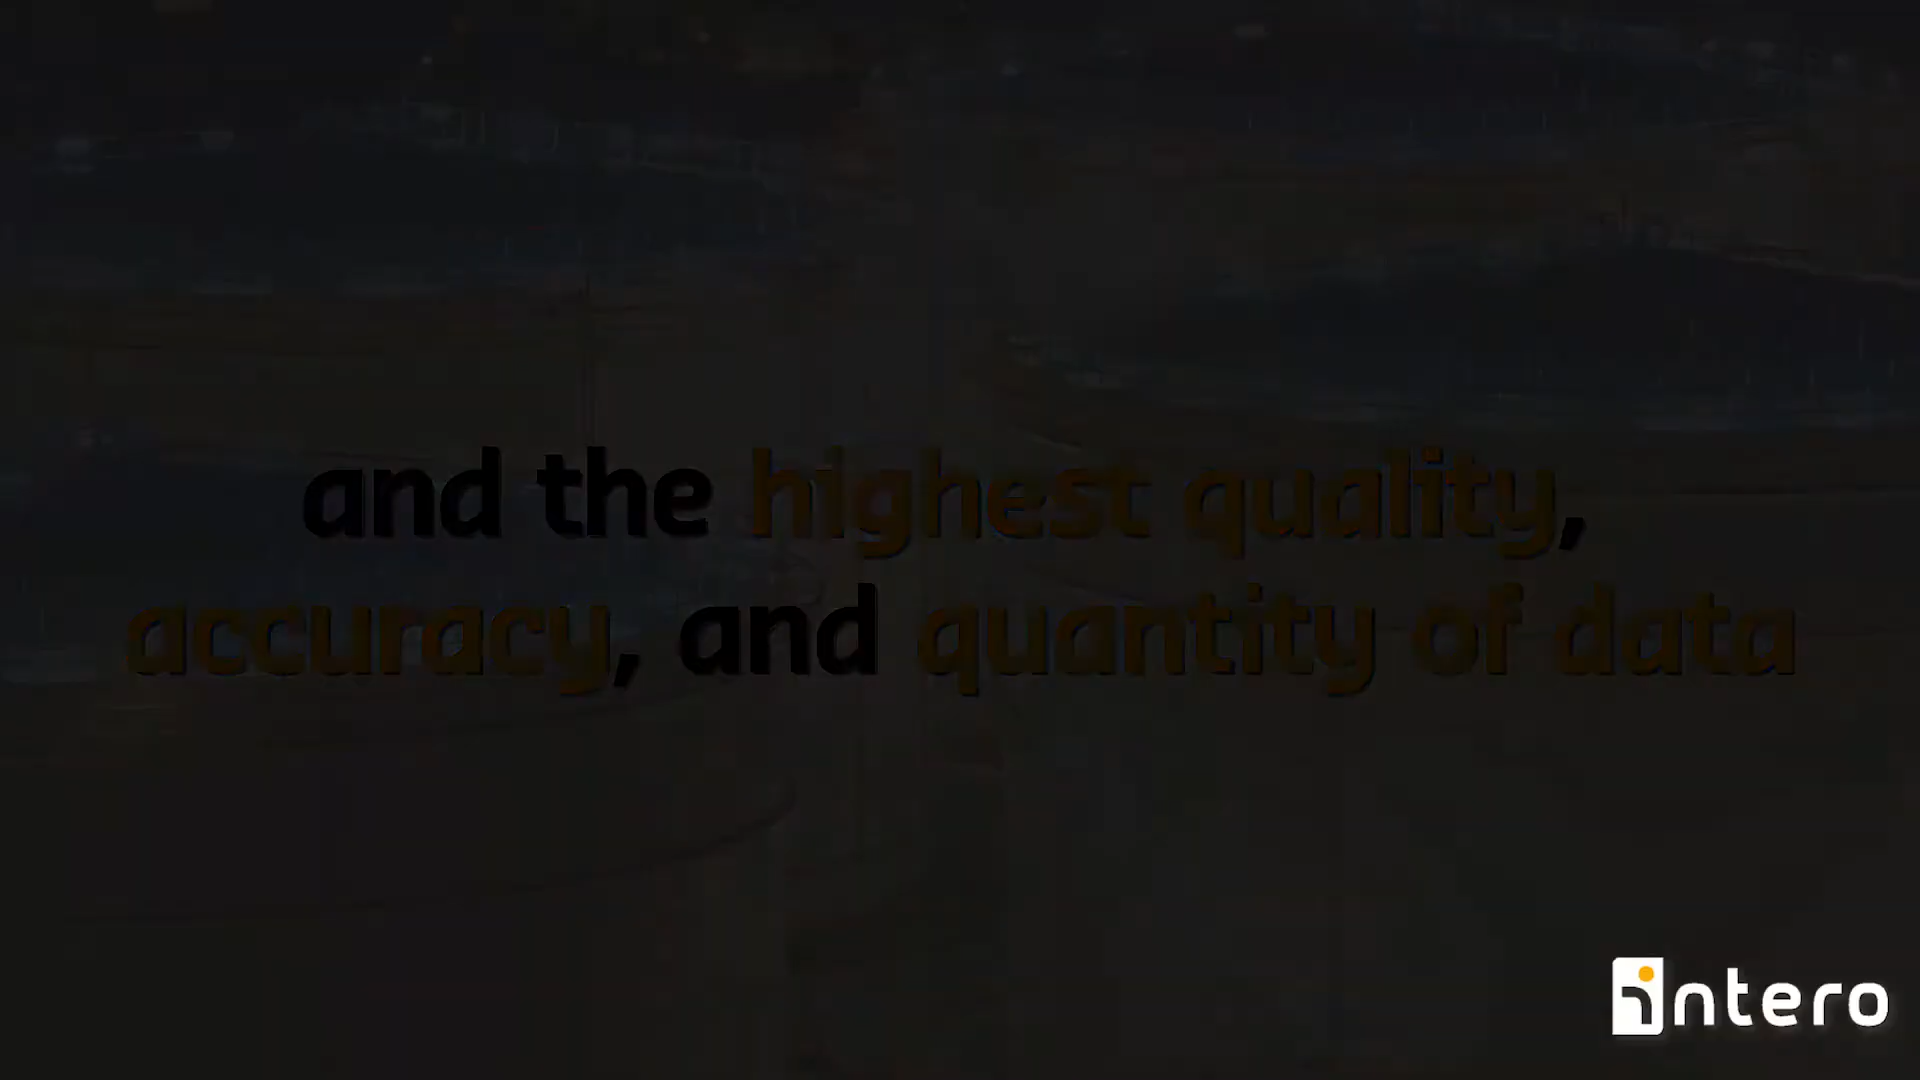 and the highest quality,
accuracy, and quantity of data
intero